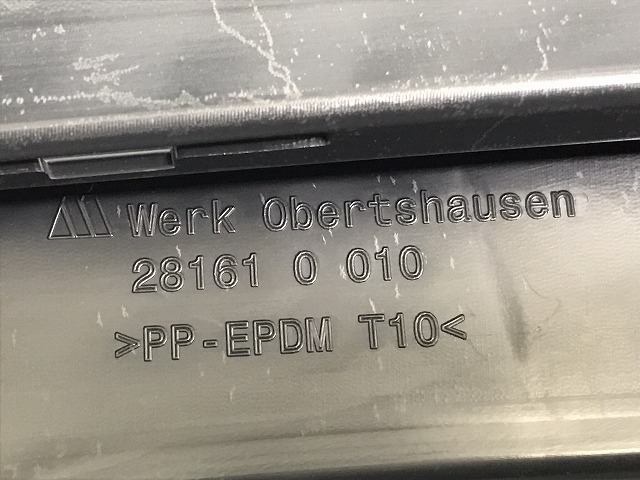 Werk Obertshausen
28161 0 010
>PP-EPDM T10<